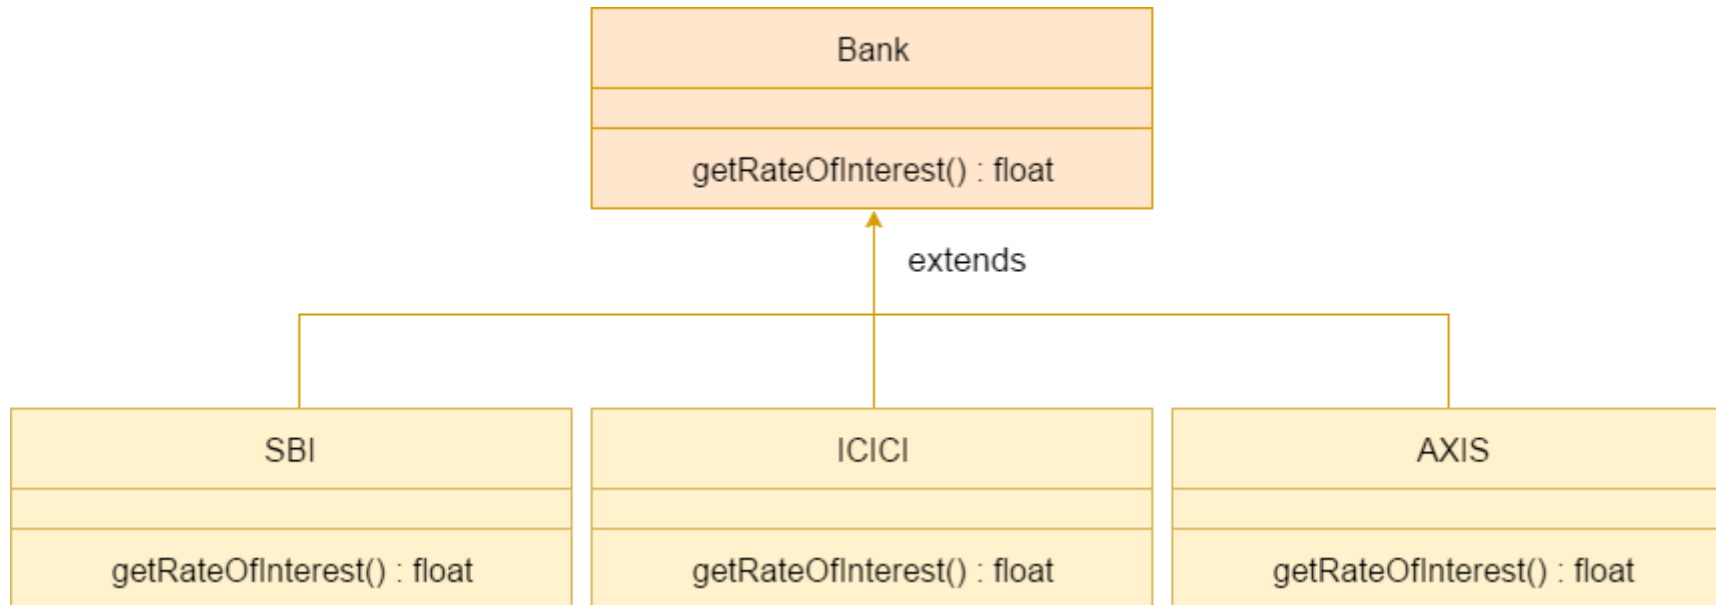 Bank
getRateOfInterest() : float
extends
SBI
ICICI
AXIS
getRateOfInterest() : float
getRateOfInterest() : float
getRateOfInterest() : float